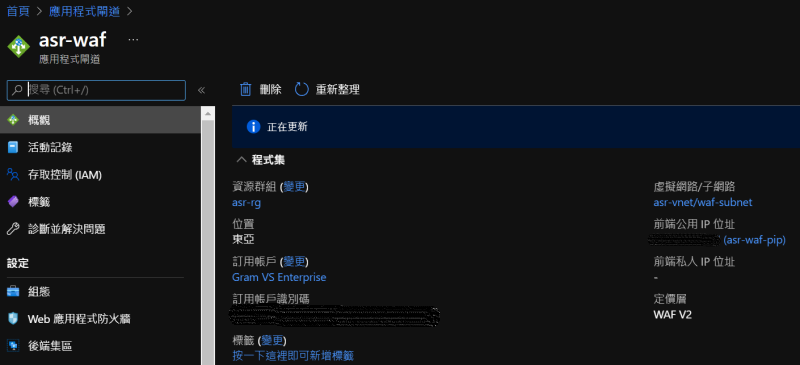 首頁 > 應用程式閘道 >
asr-waf ...
應用程式閘道
搜尋 (Ctrl+/)
«
刪除
重新整理
概觀
活動記錄
存取控制 (IAM)
標籤
診斷並解決問題
設定
組態
Web 應用程式防火牆
後端集區
正在更新
程式集
資源群組 (變更)
asr-rg
位置
東亞
訂用帳戶 (變更)
Gram VS Enterprise
訂用帳戶識別碼
標籤 (變更)
按一下這裡即可新增標籤
虛擬網路/子網路
asr-vnet/waf-subnet
前端公用 IP 位址
(asr-waf-pip)
前端私人 IP 位址
-
定價層
WAF V2